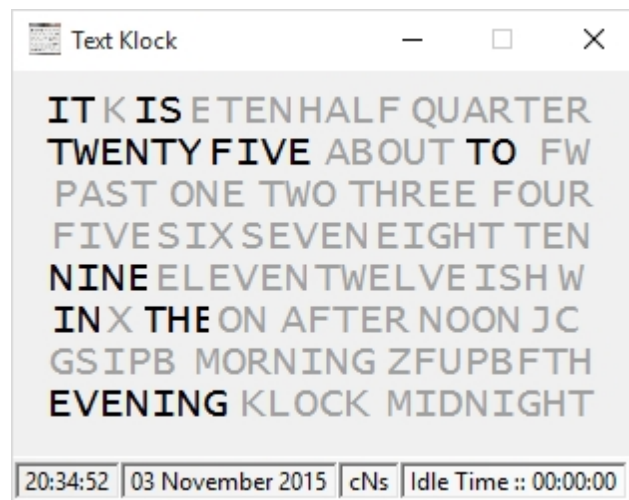 Text Klock
IT K IS E TEN HALF QUARTER
TWENTY FIVE ABOUT TO FW
PAST ONE TWO THREE FOUR
FIVE SIX SEVEN EIGHT TEN
NINE ELEVEN TWELVE ISH W
IN X THE ON AFTER NOON JC
GSIPB MORNING ZFUPBFTH
EVENING KLOCK MIDNIGHT
20:34:52 03 November 2015 cNs Idle Time :: 00:00:00